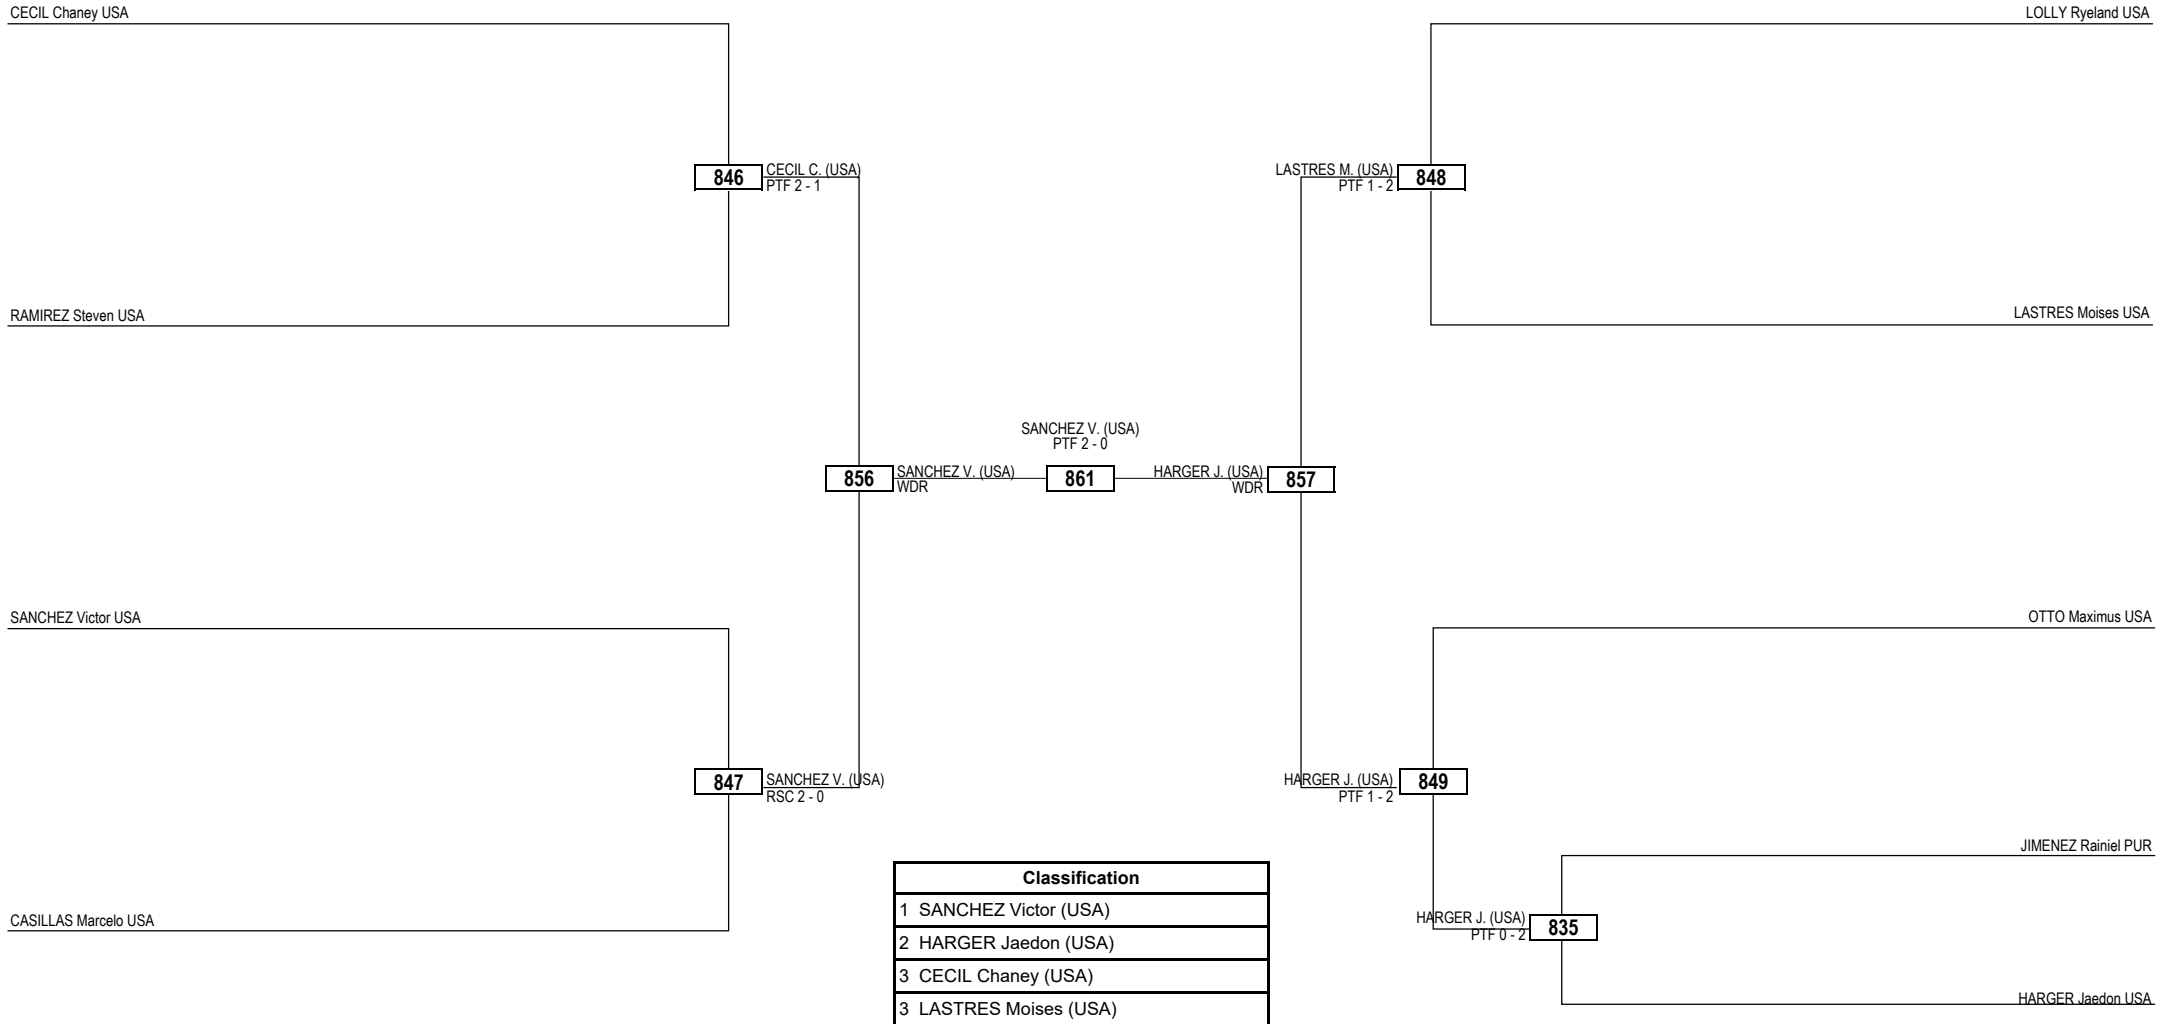 CECIL Chaney USA
LOLLY Ryeland USA
846
CECIL C. (USA)
PTF 2 - 1
LASTRES M. (USA)
PTF 1 - 2
848
RAMIREZ Steven USA
LASTRES Moises USA
SANCHEZ V. (USA)
PTF 2 - 0
856
SANCHEZ V. (USA)
WDR
861
HARGER J. (USA)
WDR
857
SANCHEZ Victor USA
OTTO Maximus USA
847
SANCHEZ V. (USA)
RSC 2 - 0
HARGER J. (USA)
PTF 1 - 2
849
JIMENEZ Rainiel PUR
CASILLAS Marcelo USA
HARGER J. (USA)
PTF 0 - 2
835
HARGER Jaedon USA
Classification
1 SANCHEZ Victor (USA)
2 HARGER Jaedon (USA)
3 CECIL Chaney (USA)
3 LASTRES Moises (USA)